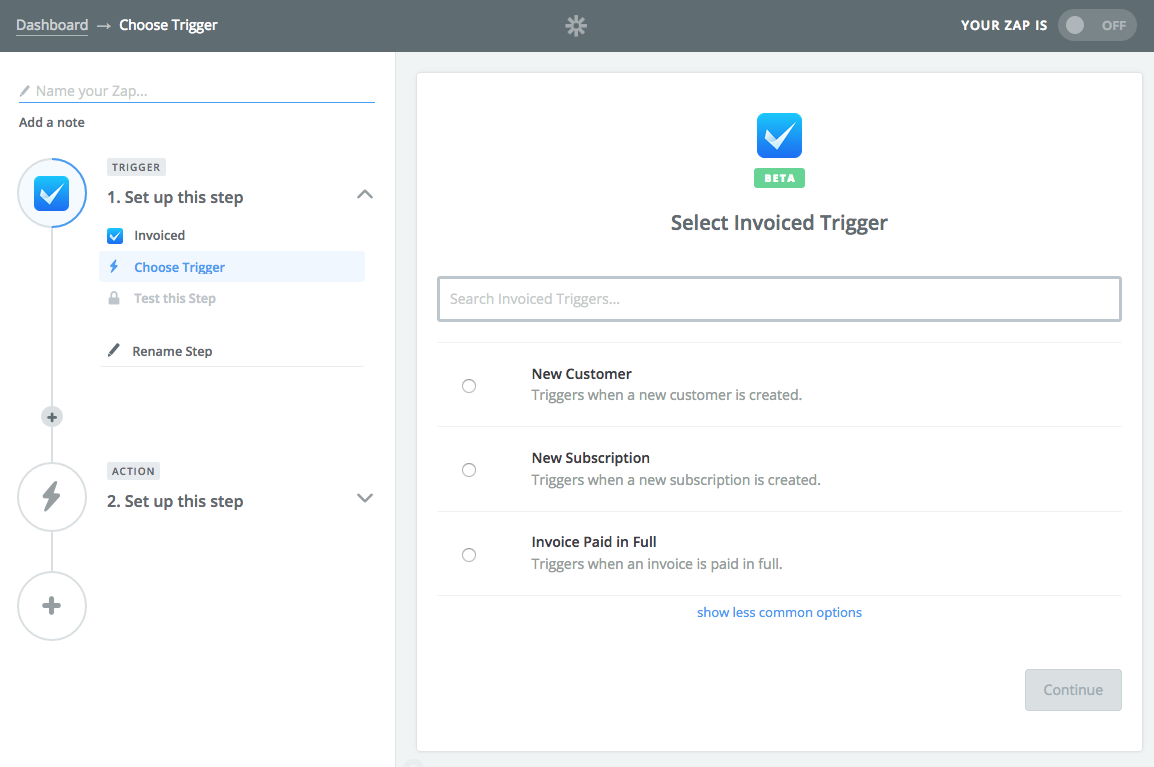 Dashboard → Choose Trigger
YOUR ZAP IS OFF
Name your Zap...
Add a note
TRIGGER
1. Set up this step
Invoiced
Choose Trigger
Test this Step
Rename Step
ACTION
2. Set up this step
BETA
Select Invoiced Trigger
Search Invoiced Triggers...
New Customer
Triggers when a new customer is created.
New Subscription
Triggers when a new subscription is created.
Invoice Paid in Full
Triggers when an invoice is paid in full.
show less common options
Continue